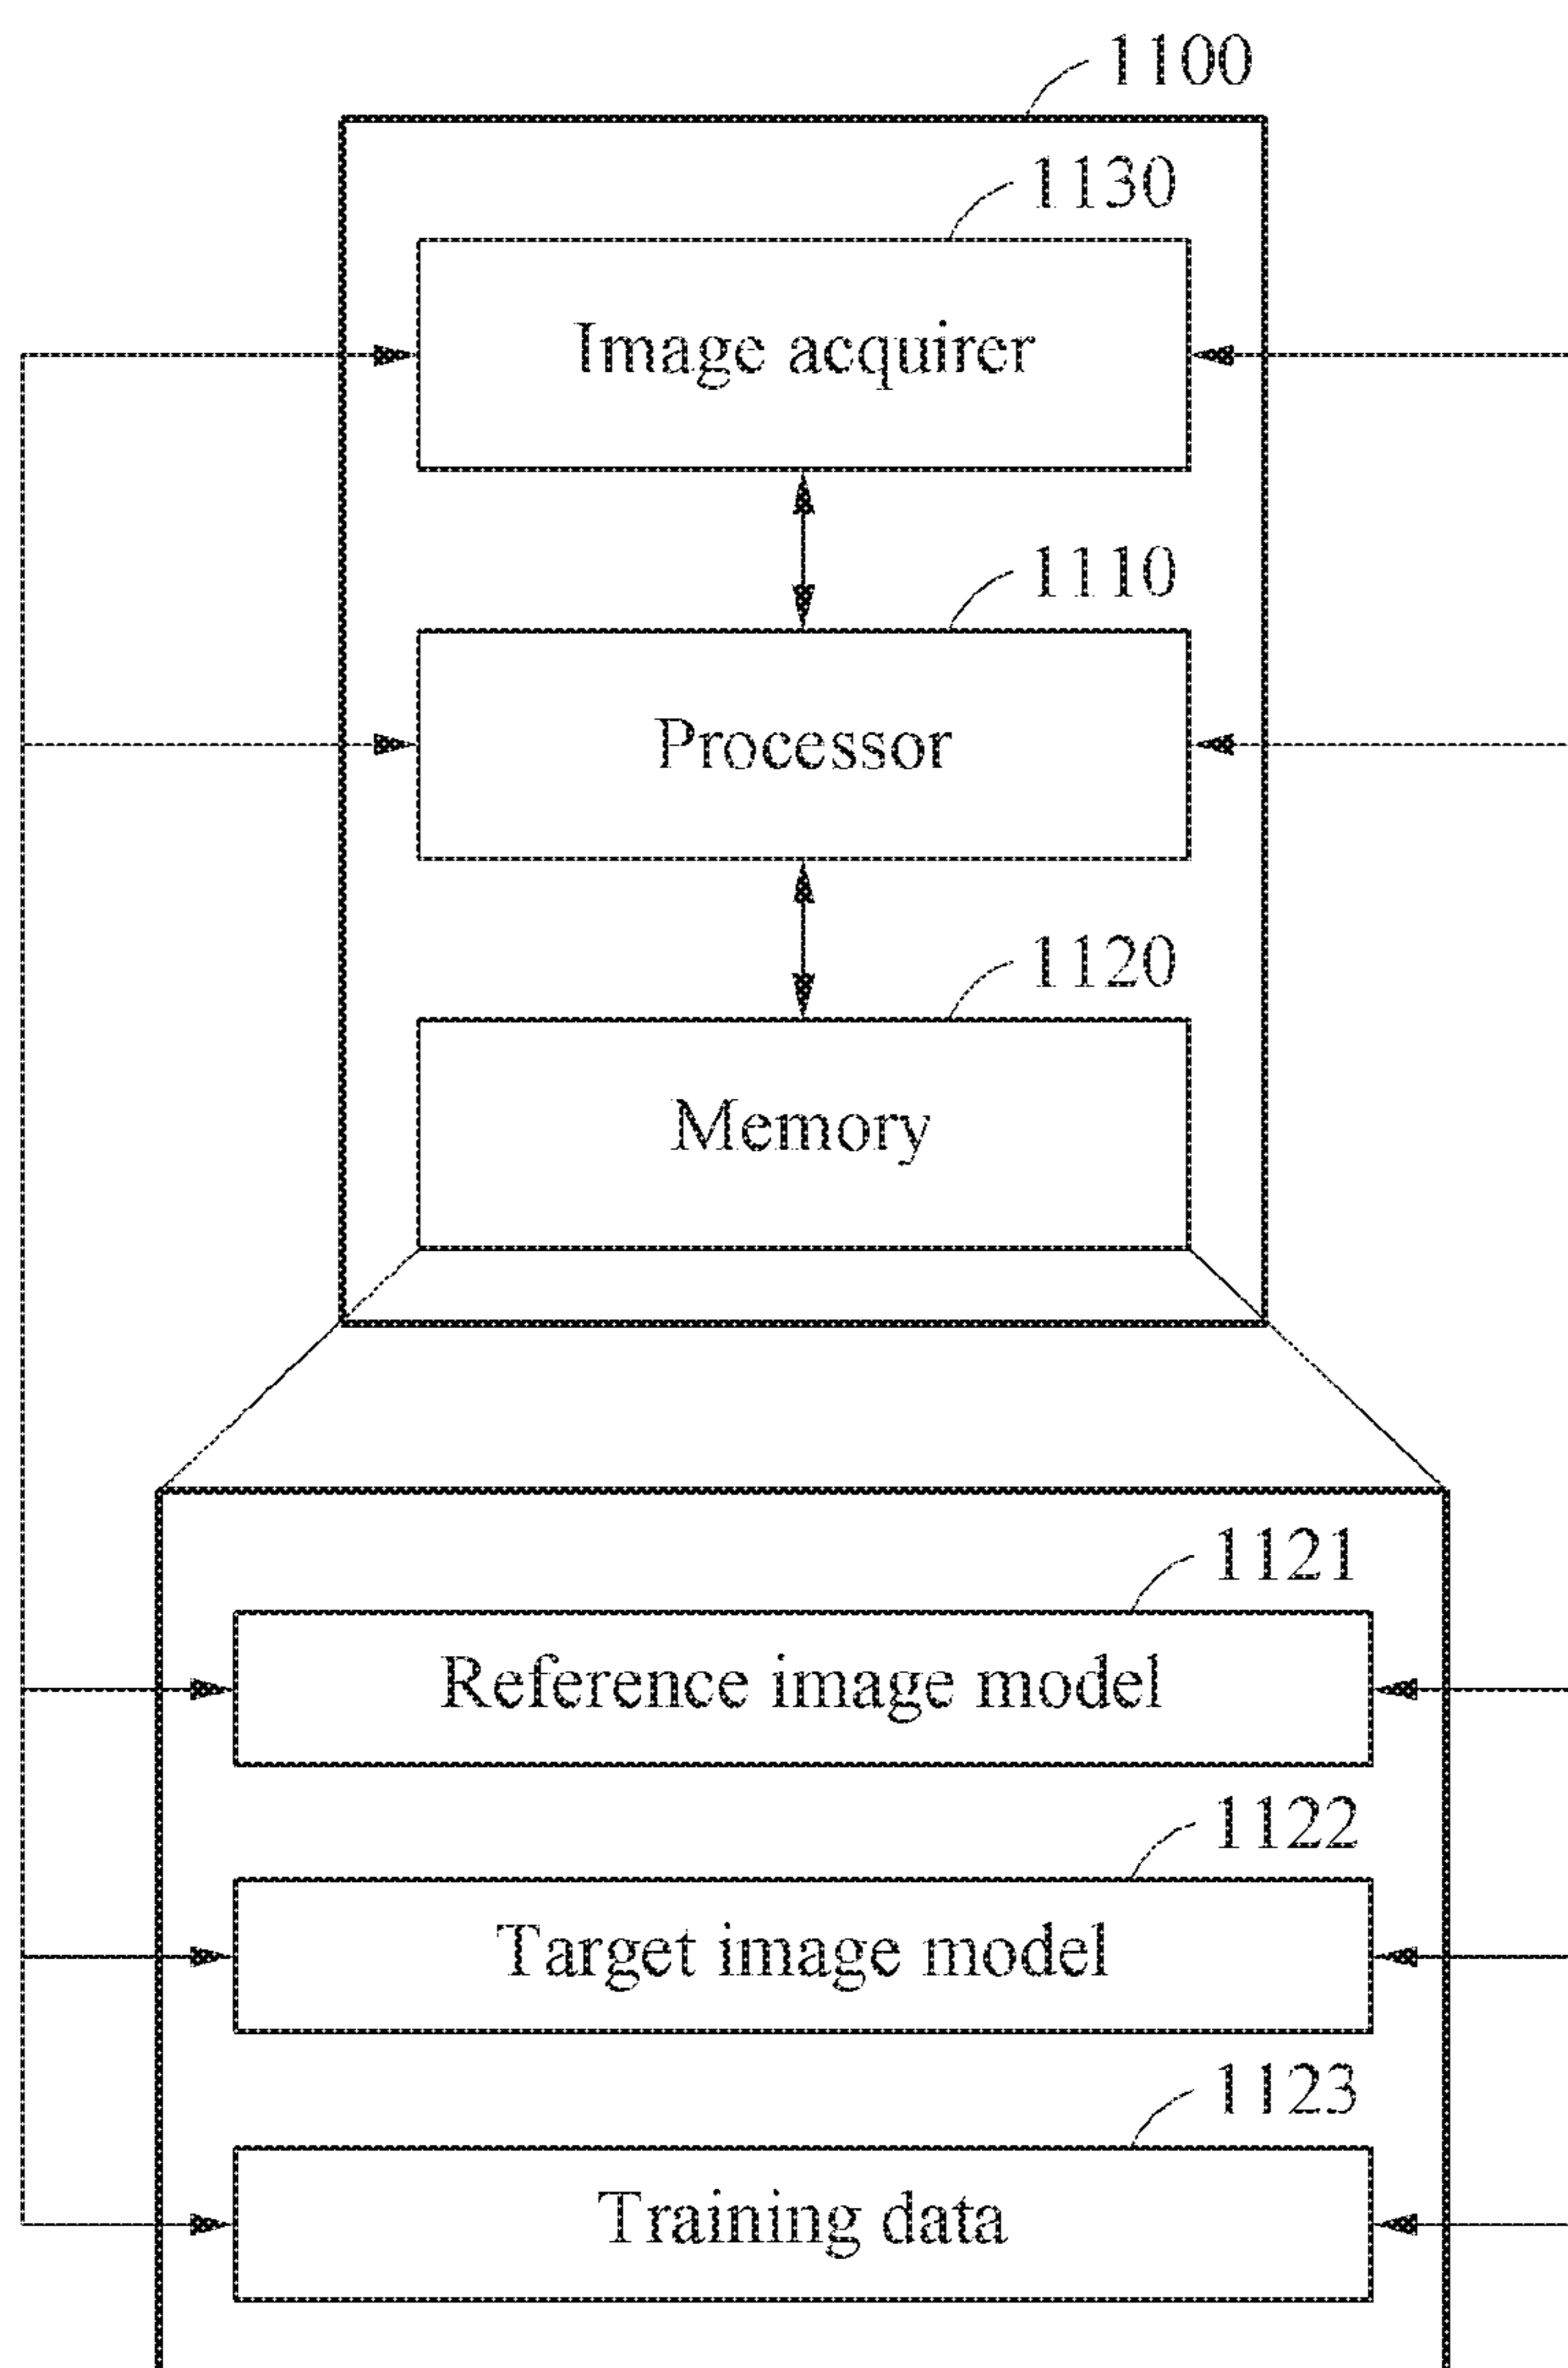 1100
1130
Image acquirer
1110
Processor
1120
Memory
1121
Reference image model
1122
Target image model
1123
Training data